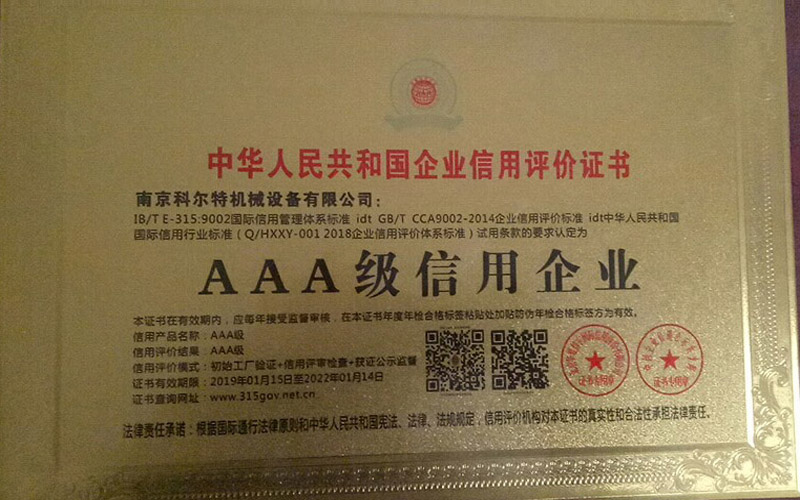 中华人民共和国企业信用评价证书
南京科尔特机械设备有限公司：
IB/T E-315:9002国际信用管理体系标准 idt GB/T CCA9002-2014企业信用评价标准 idt中华人民共和国
国际信用行业标准（Q/HXXY-001 2018企业信用评价体系标准）试用条款的要求认定为
AAA级信用企业
本证书在有效期内，应每年接受监督审核，在本证书年度年检合格标签粘贴处加贴防伪年检合格标签方为有效。
信用产品名称：AAA级
信用评价结果：AAA级
信用评价模式：初始工厂验证+信用评审检查+获证公示监督
证书有效期限：2019年01月15日至2022年01月14日
证书查询网址：www.315gov.net.cn
证书专用章
证书专用章
法律责任承诺：根据国际通行法律原则和中华人民共和国宪法、法律、法规规定，信用评价机构对本证书的真实性和合法性承担法律责任。